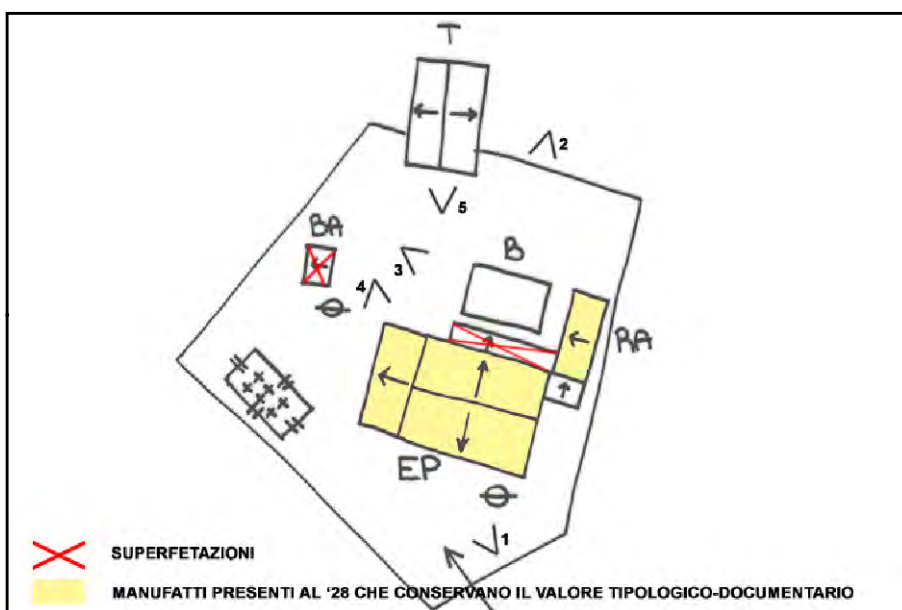 T
2
5
BA
B
3
4
RA
EP
1
SUPERFETAZIONI
MANUFATTI PRESENTI AL '28 CHE CONSERVANO IL VALORE TIPOLOGICO-DOCUMENTARIO